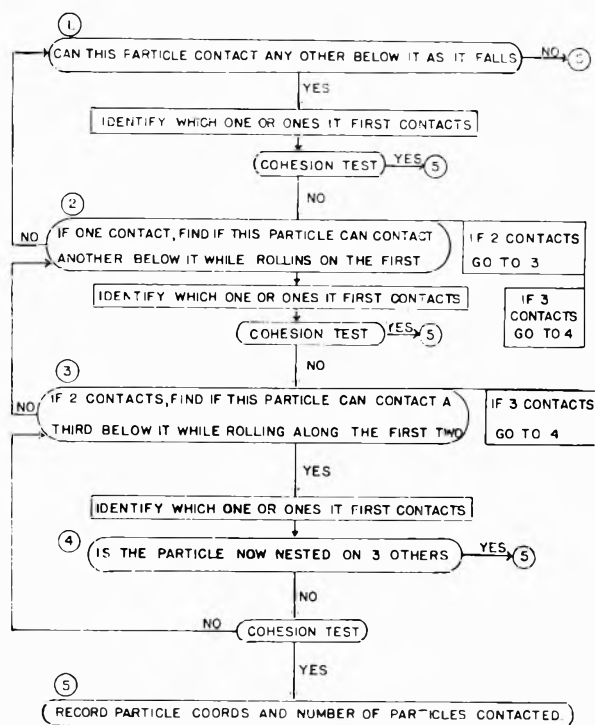 1.
CAN THIS PARTICLE CONTACT ANY OTHER BELOW IT AS IT FALLS
NO
YES
IDENTIFY WHICH ONE OR ONES IT FIRST CONTACTS
COHESION TEST
YES
5
NO
2
NO
IF ONE CONTACT, FIND IF THIS PARTICLE CAN CONTACT
ANOTHER BELOW IT WHILE ROLLINS ON THE FIRST
IF 2 CONTACTS
GO TO 3
IDENTIFY WHICH ONE OR ONES IT FIRST CONTACTS
IF 3
CONTACTS
GO TO 4
COHESION TEST
YES
5
NO
3
NO
IF 2 CONTACTS, FIND IF THIS PARTICLE CAN CONTACT A
THIRD BELOW IT WHILE ROLLING ALONG THE FIRST TWO
IF 3 CONTACTS
GO TO 4
YES
IDENTIFY WHICH ONE OR ONES IT FIRST CONTACTS
4
IS THE PARTICLE NOW NESTED ON 3 OTHERS
YES
5
NO
NO
COHESION TEST
YES
5
RECORD PARTICLE COORDS AND NUMBER OF PARTICLES CONTACTED.